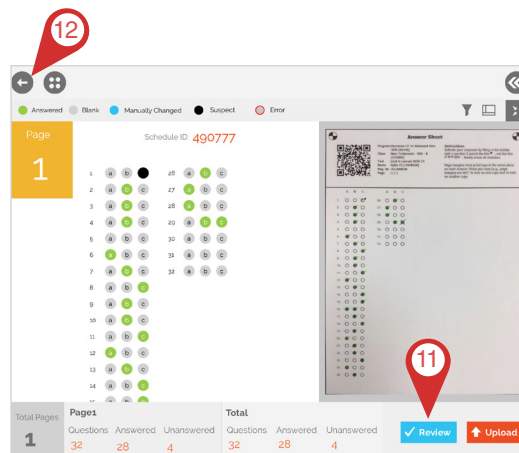 12
Answered Blank Manually Changed Suspect Error
Page
1
Schedule ID: 490777
1 a b 26 a b c
2 a b c 27 a b c
3 a b c 28 a b c
4 a b c 29 a b c
5 a b c 30 a b c
6 a b c 31 a b c
7 a b c 32 a b c
8 a b c
9 a b c
10 a b c
11 a b c
12 a b c
13 a b c
14 a b c
Answer Sheet
A B C A B C
11
Total Pages
1
Page1
Questions Answered Unanswered
32 28 4
Total
Questions Answered Unanswered
32 28 4
Review
Upload